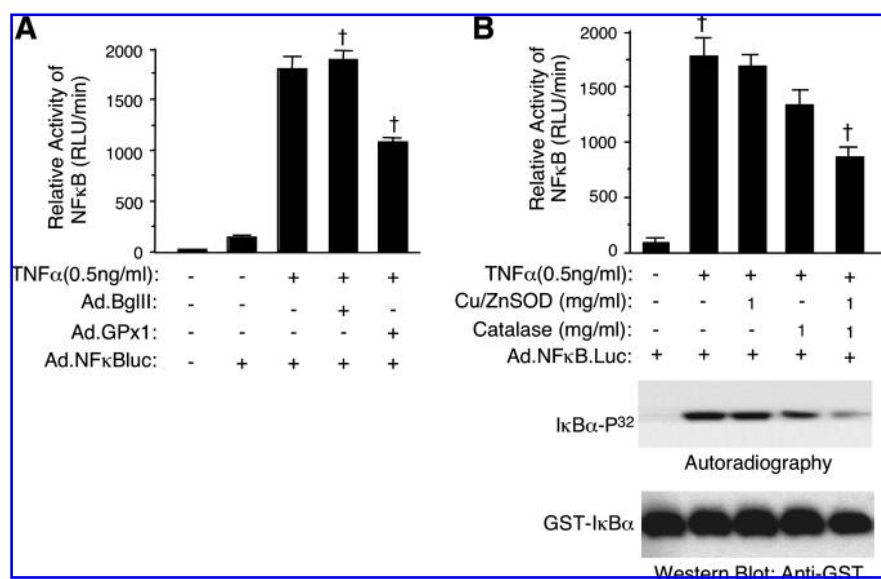 A
Relative Activity of
NFκB (RLU/min)
2000
1500
1000
500
0
† †
TNFα(0.5ng/ml): - - + + +
Ad.BglII: - - - + -
Ad.GPx1: - - - - +
Ad.NFκBluc: - + + + +
B
Relative Activity of
NFκB (RLU/min)
2000
1500
1000
500
0
† †
TNFα(0.5ng/ml): - + + + +
Cu/ZnSOD (mg/ml): - - 1 - 1
Catalase (mg/ml): - - - 1 1
Ad.NFκB.Luc: + + + + +
IκBα-P³²
Autoradiography
GST-IκBα
Western Blot: Anti-GST